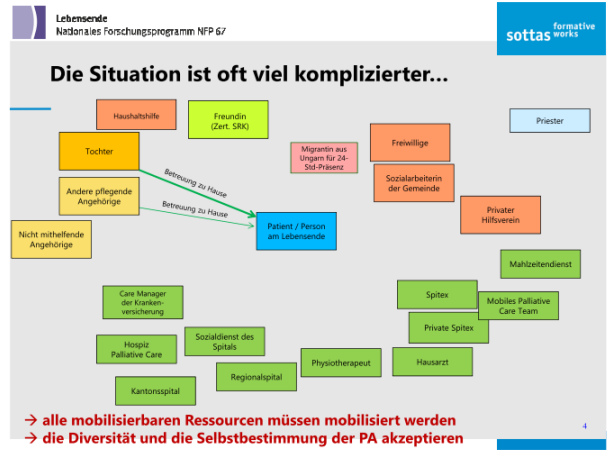 Lebensende
Nationales Forschungsprogramm NFP 67
formative
sottas works
Die Situation ist oft viel komplizierter…
Haushaltshilfe
Freundin
(Zert. SRK)
Priester
Tochter
Migrantin aus
Ungarn für 24-
Std-Präsenz
Freiwillige
Betreuung zu Hause
Sozialarbeiterin
der Gemeinde
Andere pflegende
Angehörige
Betreuung zu Hause
Privater
Hilfsverein
Patient / Person
am Lebensende
Nicht mithelfende
Angehörige
Mahlzeitendienst
Care Manager
der Kranken-
versicherung
Spitex
Mobiles Palliative
Care Team
Private Spitex
Sozialdienst des
Spitals
Hospiz
Palliative Care
Physiotherapeut
Hausarzt
Regionalspital
Kantonsspital
→ alle mobilisierbaren Ressourcen müssen mobilisiert werden
→ die Diversität und die Selbstbestimmung der PA akzeptieren
4